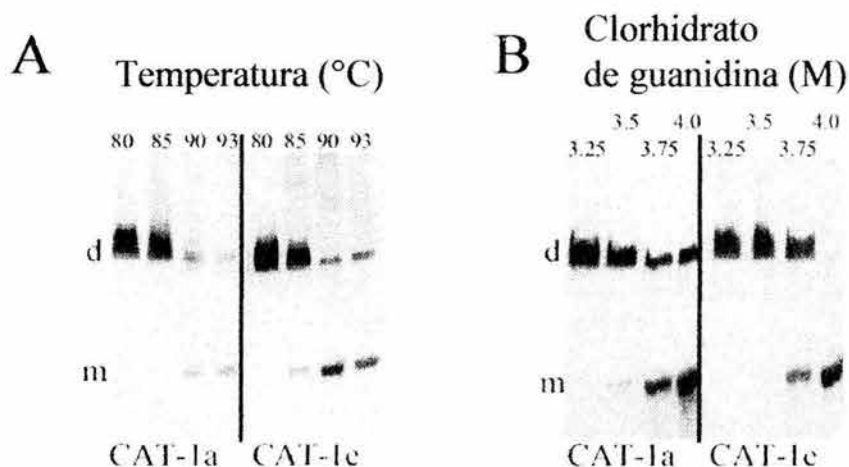 A
Temperatura (°C)
80 85 90 93 80 85 90 93
d
m
CAT-1a CAT-1c
B
Clorhidrato
de guanidina (M)
3.5 4.0 3.5 4.0
3.25 3.75 3.25 3.75
d
m
CAT-1a CAT-1c